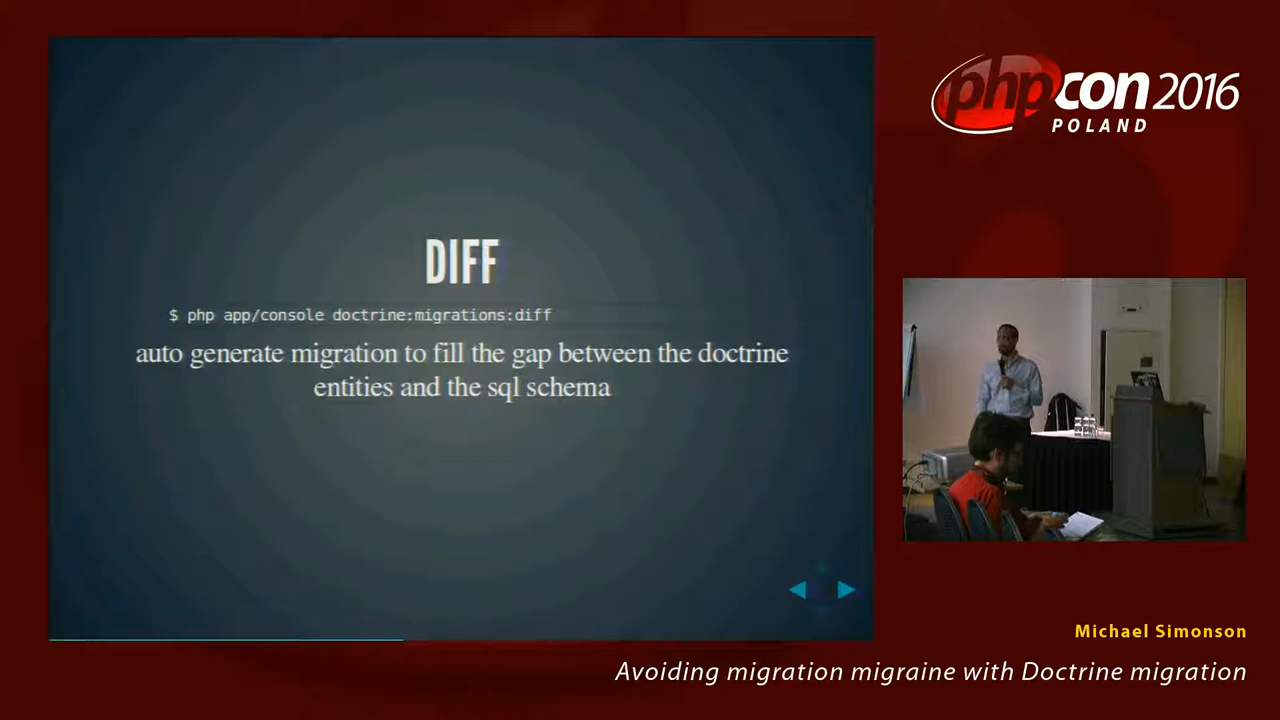 DIFF
$ php app/console doctrine:migrations:diff
auto generate migration to fill the gap between the doctrine
entities and the sql schema
phpcon 2016
POLAND
Michael Simonson
Avoiding migration migraine with Doctrine migration